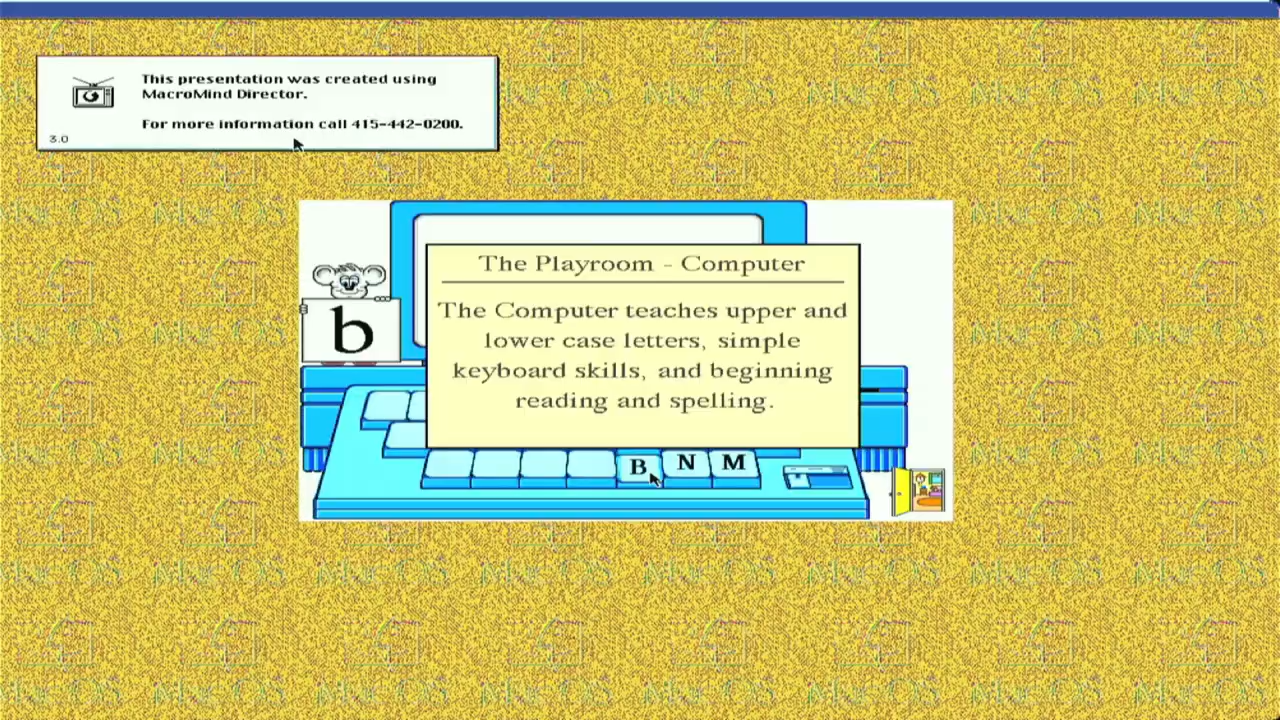 This presentation was created using
MacroMind Director.
For more information call 415-442-0200.
3.0
The Playroom - Computer
The Computer teaches upper and
lower case letters, simple
keyboard skills, and beginning
reading and spelling.
b
B N M